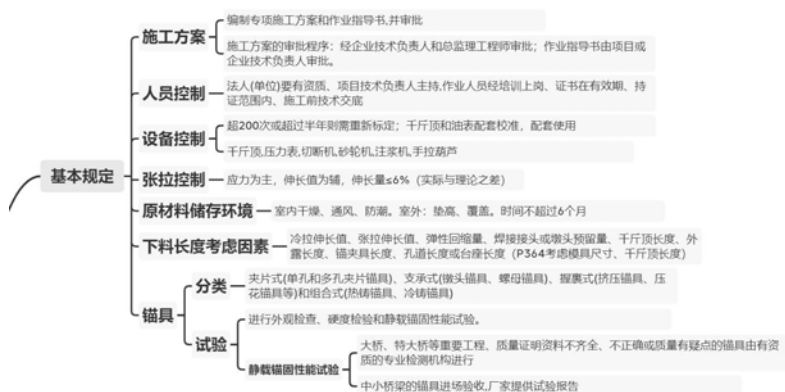 基本规定
施工方案
编制专项施工方案和作业指导书,并审批
施工方案的审批程序：经企业技术负责人和总监理工程师审批；作业指导书由项目或
企业技术负责人审批。
人员控制
法人(单位)要有资质、项目技术负责人主持,作业人员经培训上岗、证书在有效期、持
证范围内、施工前技术交底
设备控制
超200次或超过半年则需重新标定；千斤顶和油表配套校准，配套使用
千斤顶,压力表,切断机,砂轮机,注浆机,手拉葫芦
张拉控制
应力为主，伸长值为辅，伸长量≤6%（实际与理论之差）
原材料储存环境
室内干燥、通风、防潮。室外：垫高、覆盖。时间不超过6个月
下料长度考虑因素
冷拉伸长值、张拉伸长值、弹性回缩量、焊接接头或墩头预留量、千斤顶长度、外
露长度、锚夹具长度、孔道长度或台座长度（P364考虑模具尺寸、千斤顶长度）
锚具
分类
夹片式(单孔和多孔夹片锚具)、支承式(镦头锚具、螺母锚具)、握裹式(挤压锚具、压
花锚具等)和组合式(热铸锚具、冷铸锚具)
试验
进行外观检查、硬度检验和静载锚固性能试验。
静载锚固性能试验
大桥、特大桥等重要工程、质量证明资料不齐全、不正确或质量有疑点的锚具由有资
质的专业检测机构进行
中小桥梁的锚具进场验收,厂家提供试验报告